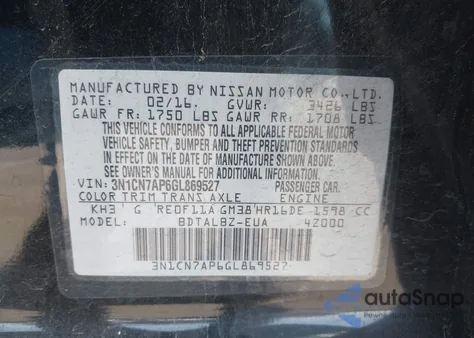 MANUFACTURED BY NISSAN MOTOR CO.,LTD.
DATE: 02/16. GVWR: 3426 LBS
GAWR FR: 1750 LBS GAWR RR: 1708 LBS
THIS VEHICLE CONFORMS TO ALL APPLICABLE FEDERAL MOTOR
VEHICLE SAFETY, BUMPER AND THEFT PREVENTION STANDARDS
IN EFFECT ON THE DATE OF MANUFACTURE SHOWN ABOVE.
SEE OWNER'S MANUAL FOR ADDITIONAL INFORMATION.
VIN: 3N1CN7AP6GL869527 PASSENGER CAR.
COLOR TRIM TRANS. AXLE ENGINE
KH3 G RE0F11A GM38 HR16DE 1598 CC
BDTALBZ-EUA 42000
3N1CN7AP6GL869527
autoSnap